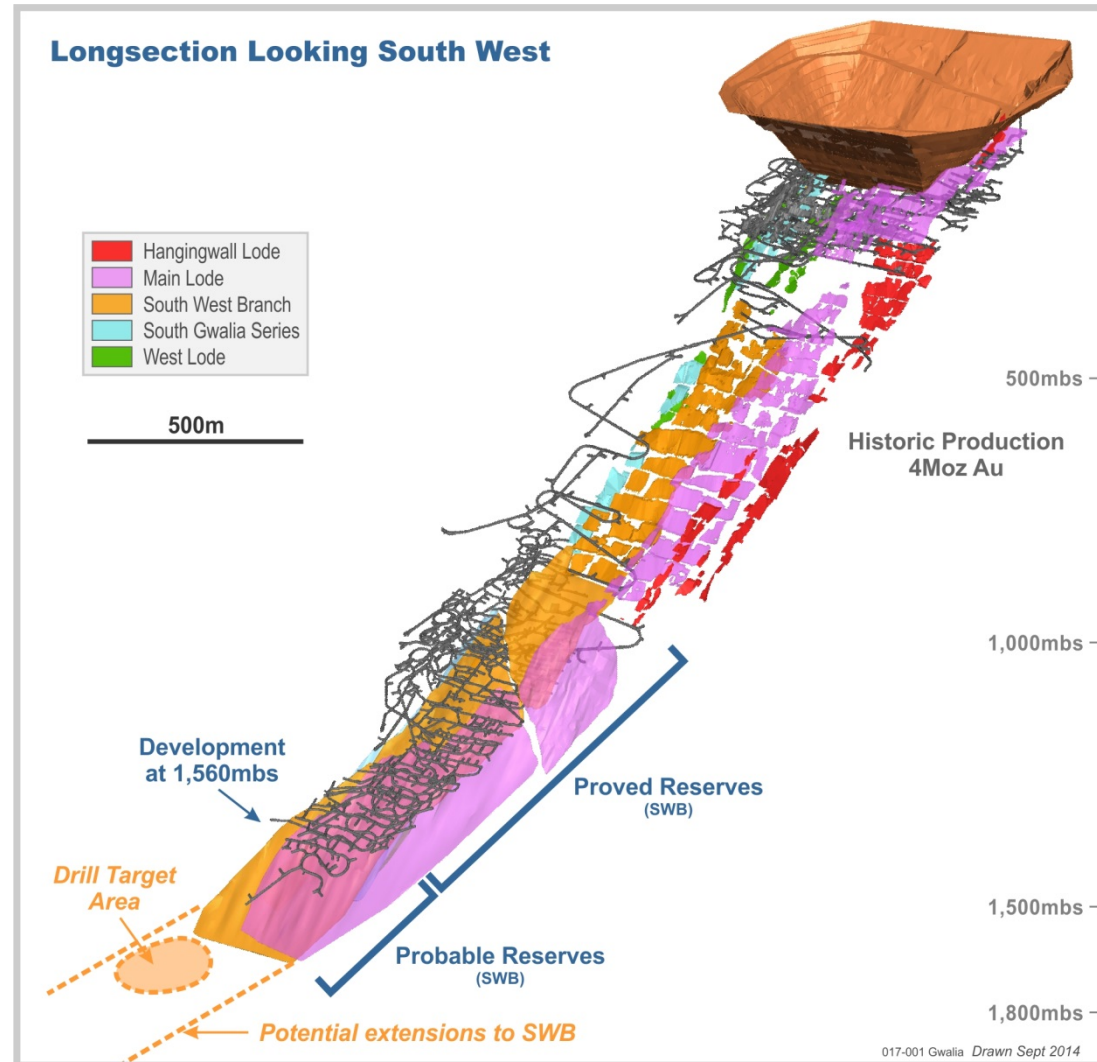 Longsection Looking South West
Hangingwall Lode
Main Lode
South West Branch
South Gwalia Series
West Lode
500m
500mbs
Historic Production
4Moz Au
1,000mbs
Development
at 1,560mbs
Proved Reserves
(SWB)
Drill Target
Area
1,500mbs
Probable Reserves
(SWB)
1,800mbs
Potential extensions to SWB
017-001 Gwalia Drawn Sept 2014